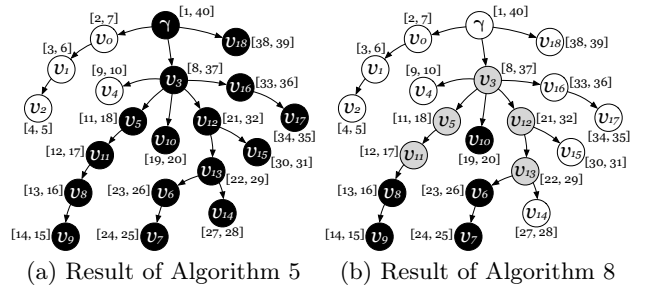 [2, 7] γ [1, 40] [2, 7] γ [1, 40]
[3, 6] v0 v18 [38, 39] [3, 6] v0 v18 [38, 39]
v1 [9, 10] v3 [8, 37] [33, 36] v1 [9, 10] v3 [8, 37] [33, 36]
v2 v4 v16 v2 v4 v16
[4, 5] [11, 18] v5 v12 [21, 32] v17 [4, 5] [11, 18] v5 v12 [21, 32] v17
[12, 17] v10 [34, 35] [12, 17] v10 [34, 35]
v11 [19, 20] v15 [30, 31] v11 [19, 20] v15 [30, 31]
[13, 16] [23, 26] v13 [22, 29] [13, 16] [23, 26] v13 [22, 29]
v8 v6 v14 v8 v6 v14
[14, 15] v9 [24, 25] v7 [27, 28] [14, 15] v9 [24, 25] v7 [27, 28]
(a) Result of Algorithm 5 (b) Result of Algorithm 8